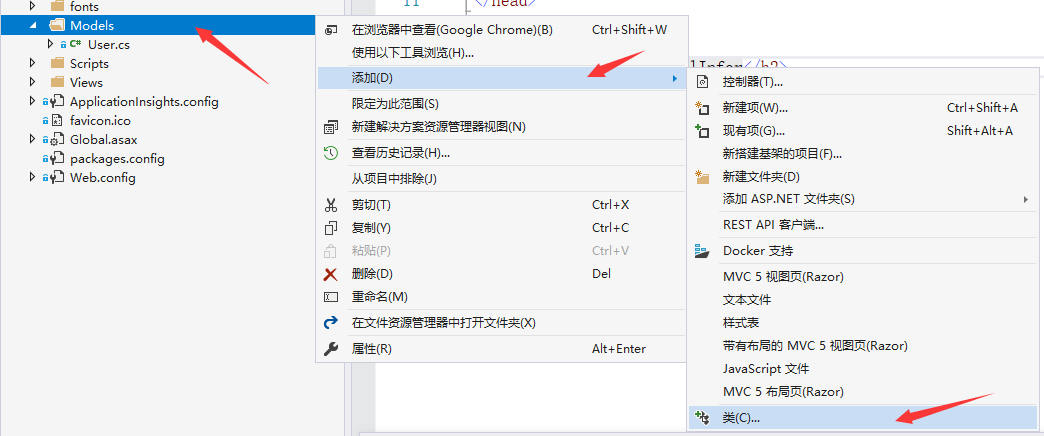 fonts
Models
C# User.cs
Scripts
Views
ApplicationInsights.config
favicon.ico
Global.asax
packages.config
Web.config
11 </head>
lInfor</h2>
在浏览器中查看(Google Chrome)(B) Ctrl+Shift+W
使用以下工具浏览(H)...
添加(D)
限定为此范围(S)
新建解决方案资源管理器视图(N)
查看历史记录(H)...
从项目中排除(J)
剪切(T) Ctrl+X
复制(Y) Ctrl+C
粘贴(P) Ctrl+V
删除(D) Del
重命名(M)
在文件资源管理器中打开文件夹(X)
属性(R) Alt+Enter
控制器(T)...
新建项(W)... Ctrl+Shift+A
现有项(G)... Shift+Alt+A
新搭建基架的项目(F)...
新建文件夹(D)
添加 ASP.NET 文件夹(S)
REST API 客户端...
Docker 支持
MVC 5 视图页(Razor)
文本文件
样式表
带有布局的 MVC 5 视图页(Razor)
JavaScript 文件
MVC 5 布局页(Razor)
类(C)...